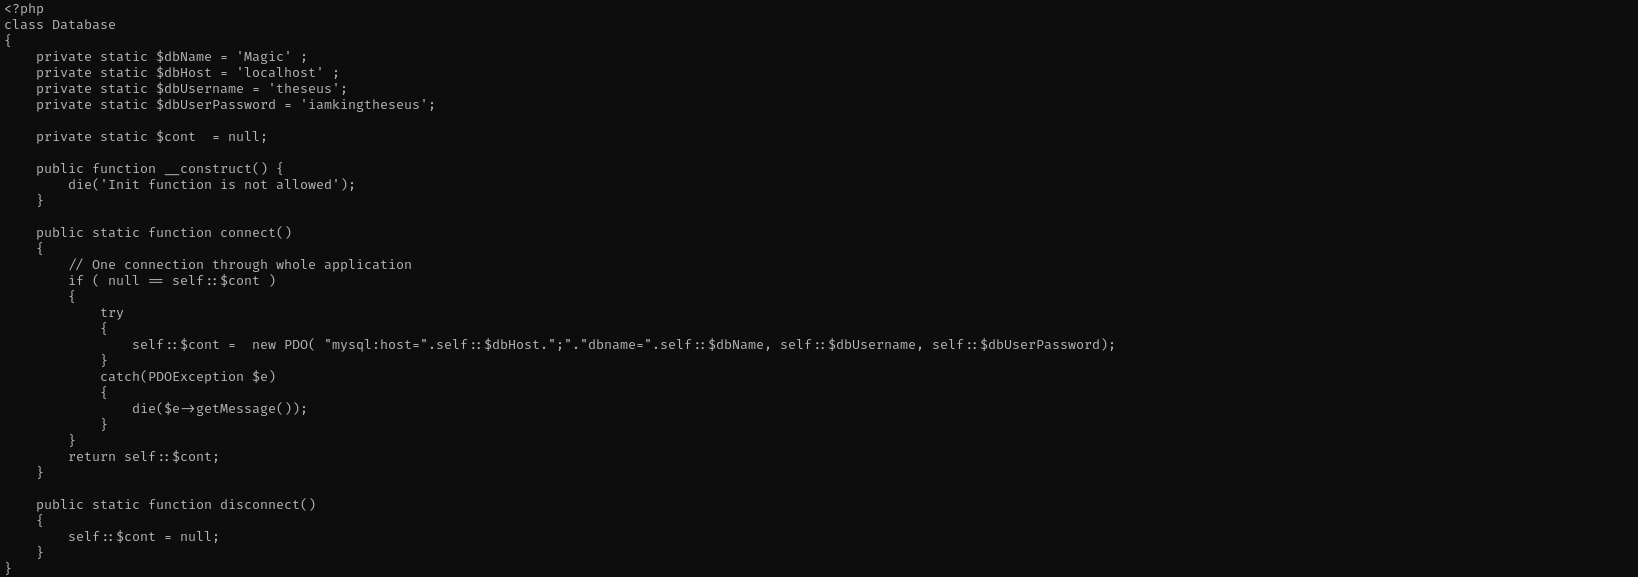 <?php
class Database
{
    private static $dbName = 'Magic' ;
    private static $dbHost = 'localhost' ;
    private static $dbUsername = 'theseus';
    private static $dbUserPassword = 'iamkingtheseus';

    private static $cont  = null;

    public function __construct() {
        die('Init function is not allowed');
    }

    public static function connect()
    {
        // One connection through whole application
        if ( null == self::$cont )
        {
            try
            {
                self::$cont =  new PDO( "mysql:host=".self::$dbHost.";"."dbname=".self::$dbName, self::$dbUsername, self::$dbUserPassword);
            }
            catch(PDOException $e)
            {
                die($e->getMessage());
            }
        }
        return self::$cont;
    }

    public static function disconnect()
    {
        self::$cont = null;
    }
}